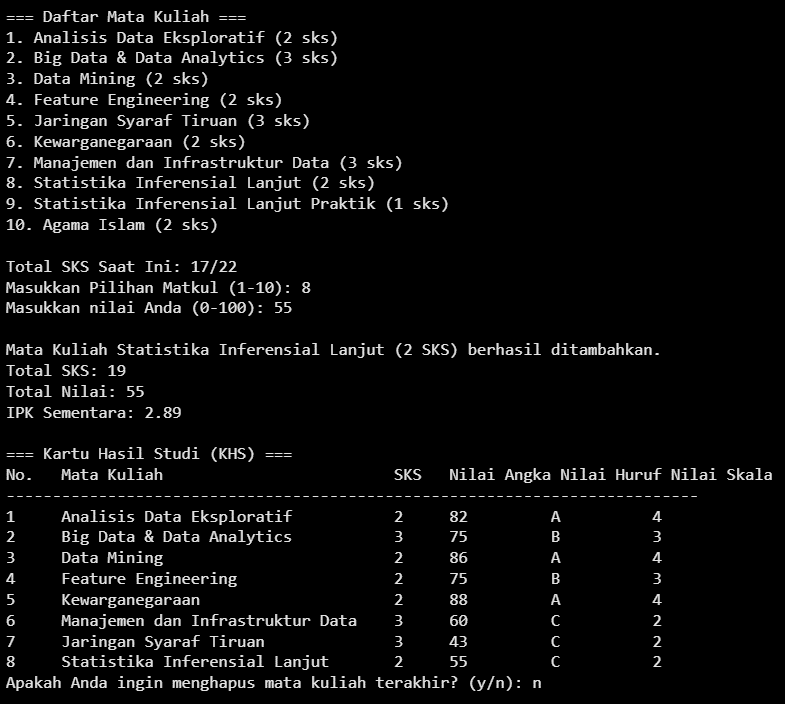 === Daftar Mata Kuliah ===
1. Analisis Data Eksploratif (2 sks)
2. Big Data & Data Analytics (3 sks)
3. Data Mining (2 sks)
4. Feature Engineering (2 sks)
5. Jaringan Syaraf Tiruan (3 sks)
6. Kewarganegaraan (2 sks)
7. Manajemen dan Infrastruktur Data (3 sks)
8. Statistika Inferensial Lanjut (2 sks)
9. Statistika Inferensial Lanjut Praktik (1 sks)
10. Agama Islam (2 sks)

Total SKS Saat Ini: 17/22
Masukkan Pilihan Matkul (1-10): 8
Masukkan nilai Anda (0-100): 55

Mata Kuliah Statistika Inferensial Lanjut (2 SKS) berhasil ditambahkan.
Total SKS: 19
Total Nilai: 55
IPK Sementara: 2.89

=== Kartu Hasil Studi (KHS) ===
No.   Mata Kuliah                         SKS   Nilai Angka Nilai Huruf Nilai Skala
---------------------------------------------------------------------------
1     Analisis Data Eksploratif           2     82         A          4
2     Big Data & Data Analytics           3     75         B          3
3     Data Mining                         2     86         A          4
4     Feature Engineering                 2     75         B          3
5     Kewarganegaraan                     2     88         A          4
6     Manajemen dan Infrastruktur Data    3     60         C          2
7     Jaringan Syaraf Tiruan              3     43         C          2
8     Statistika Inferensial Lanjut       2     55         C          2
Apakah Anda ingin menghapus mata kuliah terakhir? (y/n): n